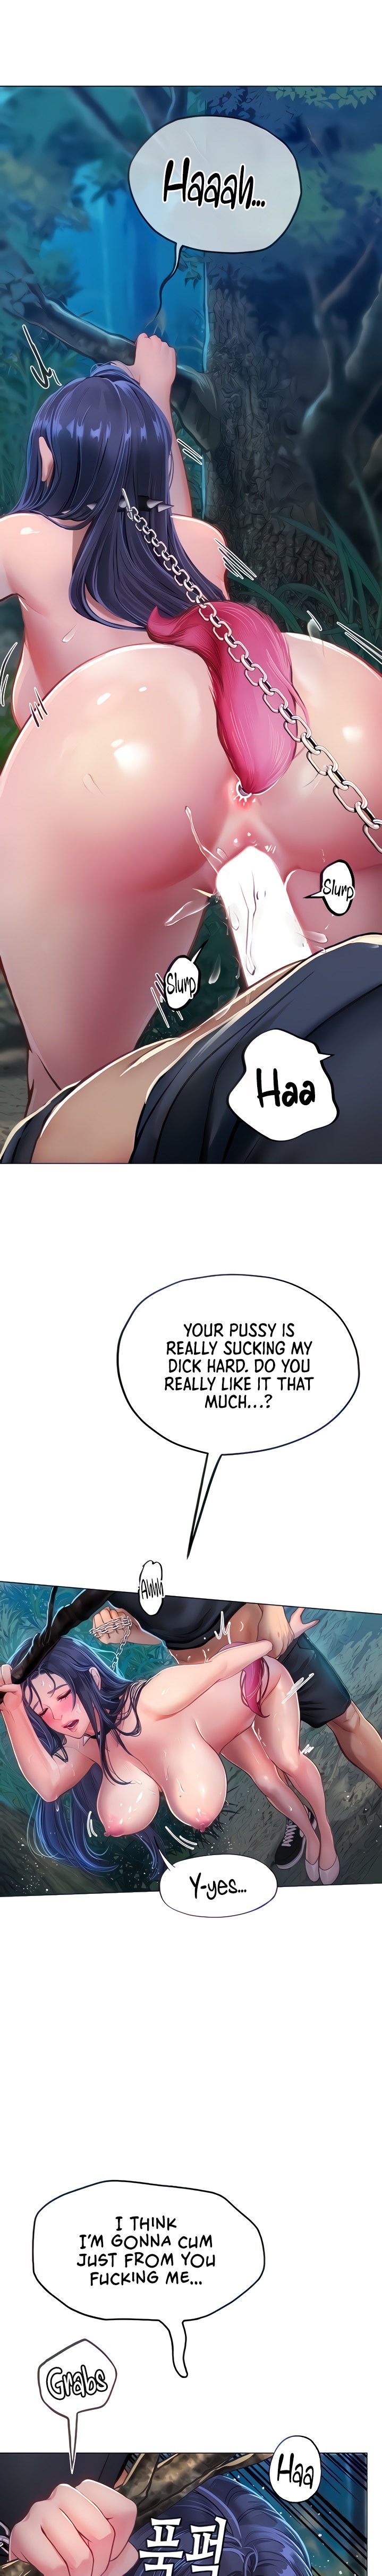 Haaah...
Slurp
Slurp
Haa
YOUR PUSSY IS
REALLY SUCKING MY
DICK HARD. DO YOU
REALLY LIKE IT THAT
MUCH...?
Ahhh
Y-yes...
I THINK
I'M GONNA CUM
JUST FROM YOU
FUCKING ME...
Grabs
Haa
푹퍽